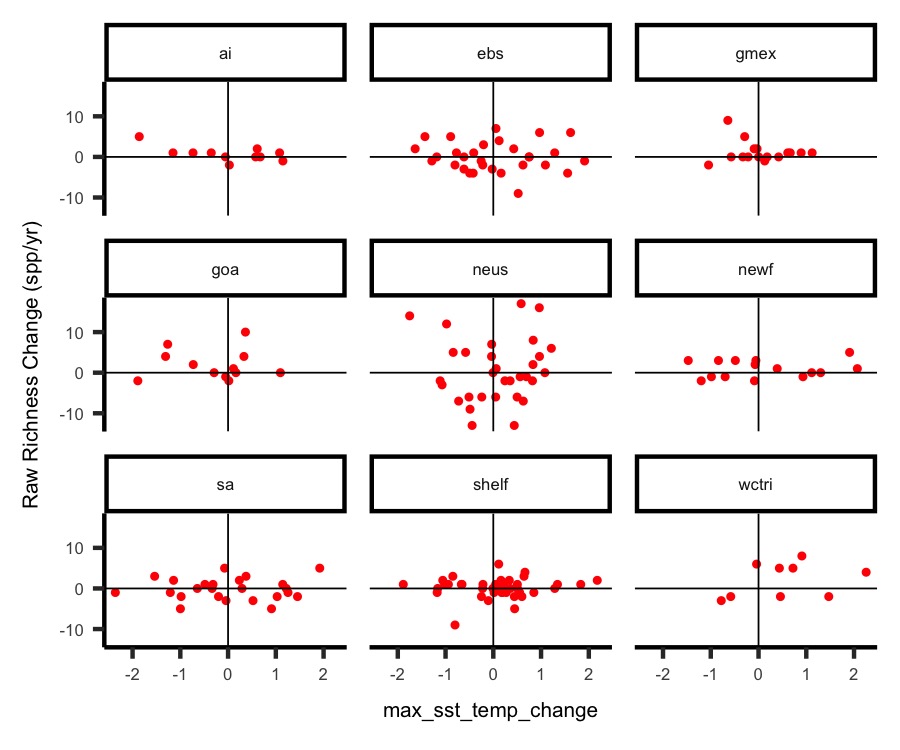 ai ebs gmex
10
0
-10
goa neus newf
10
0
-10
Raw Richness Change (spp/yr)
sa shelf wctri
10
0
-10
-2 -1 0 1 2 -2 -1 0 1 2 -2 -1 0 1 2
max_sst_temp_change